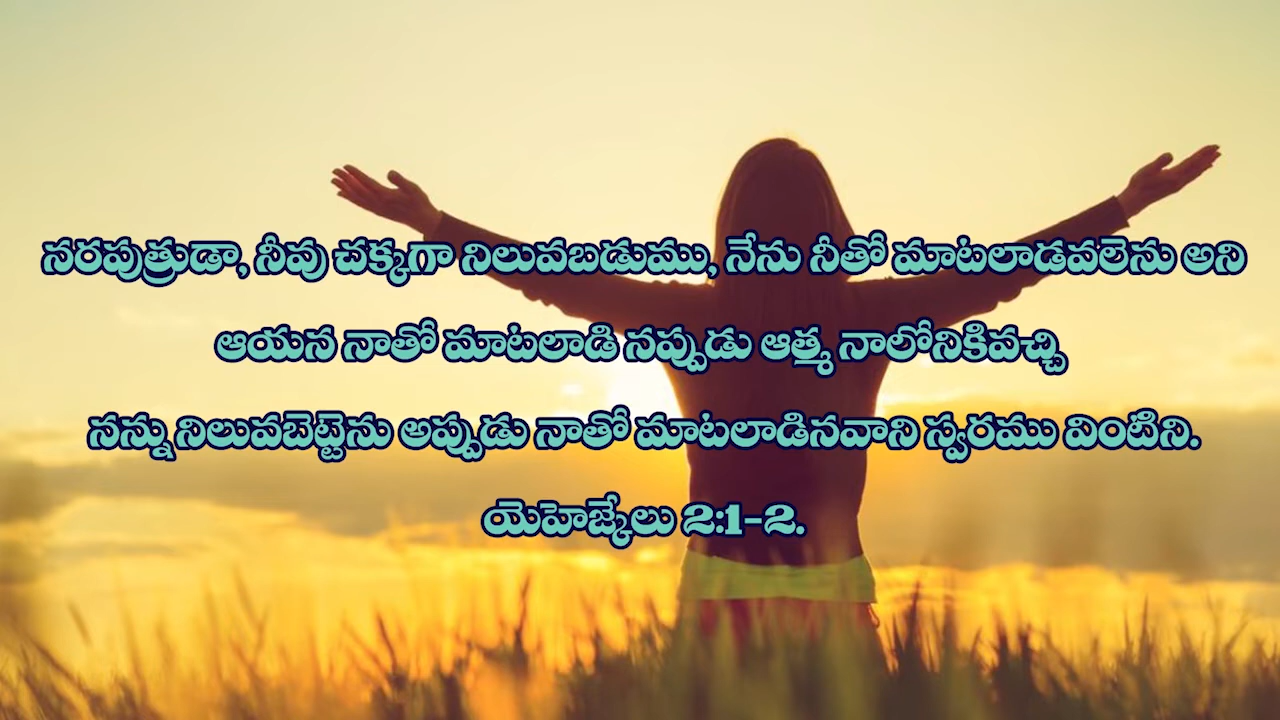 నరపుత్రుడా, నీవు చక్కగా నిలువబడుము, నేను నీతో మాటలాడవలెను అని
ఆయన నాతో మాటలాడి నప్పుడు ఆత్మ నాలోనికివచ్చి
నన్ను నిలువబెట్టెను అప్పుడు నాతో మాటలాడినవాని స్వరము వింటిని.
యెహెజ్కేలు 2:1-2.